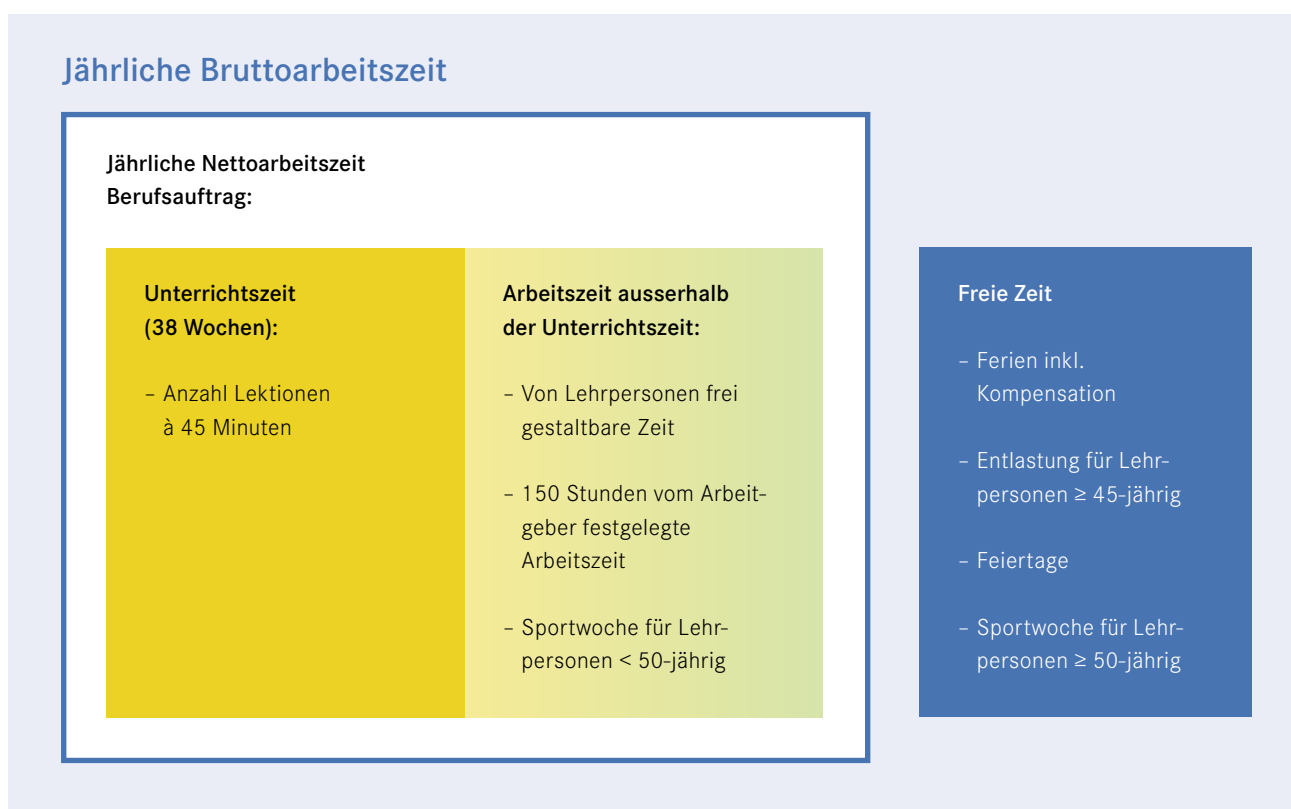 Jährliche Bruttoarbeitszeit
Jährliche Nettoarbeitszeit
Berufsauftrag:
Unterrichtszeit
(38 Wochen):
– Anzahl Lektionen
à 45 Minuten
Arbeitszeit ausserhalb
der Unterrichtszeit:
– Von Lehrpersonen frei
gestaltbare Zeit
– 150 Stunden vom Arbeit-
geber festgelegte
Arbeitszeit
– Sportwoche für Lehr-
personen < 50-jährig
Freie Zeit
– Ferien inkl.
Kompensation
– Entlastung für Lehr-
personen ≥ 45-jährig
– Feiertage
– Sportwoche für Lehr-
personen ≥ 50-jährig